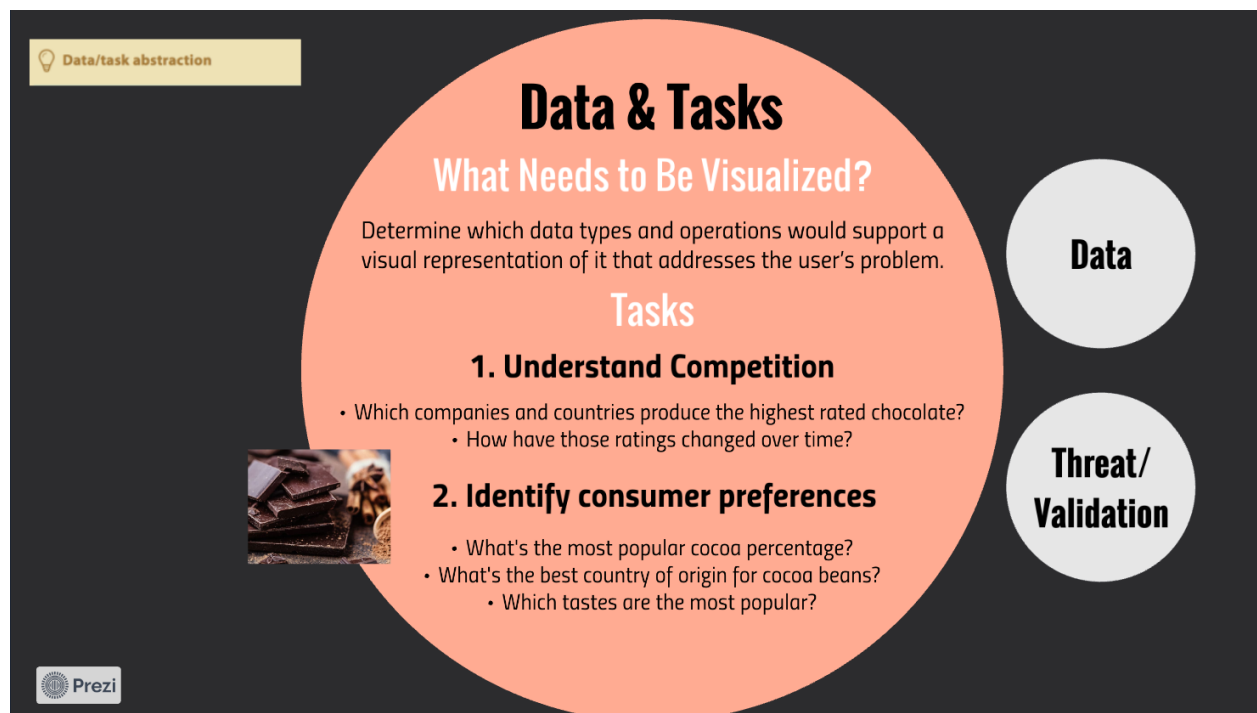 Data/task abstraction
Data & Tasks
What Needs to Be Visualized?
Determine which data types and operations would support a
visual representation of it that addresses the user's problem.
Tasks
1. Understand Competition
• Which companies and countries produce the highest rated chocolate?
• How have those ratings changed over time?
2. Identify consumer preferences
• What's the most popular cocoa percentage?
• What's the best country of origin for cocoa beans?
• Which tastes are the most popular?
Data
Threat/
Validation
Prezi